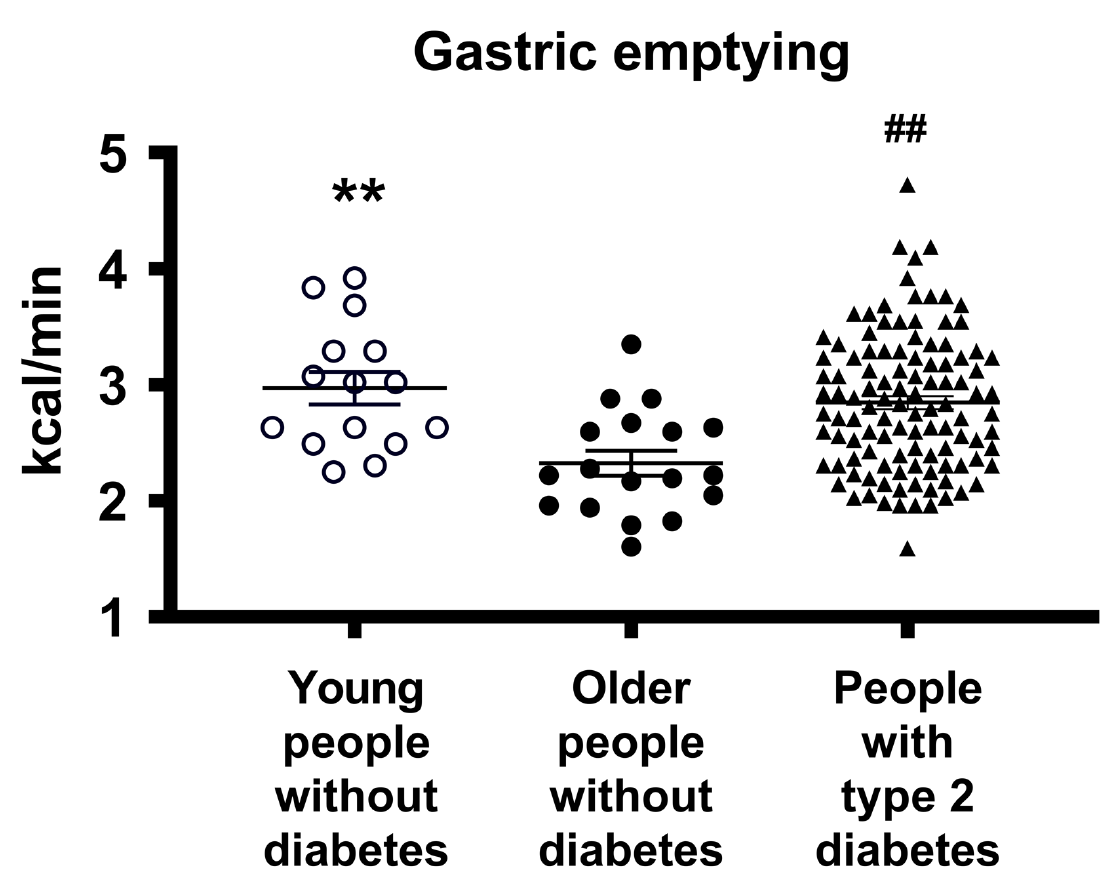 Gastric emptying
##
**
5
4
3
2
1
kcal/min
Young
people
without
diabetes
Older
people
without
diabetes
People
with
type 2
diabetes